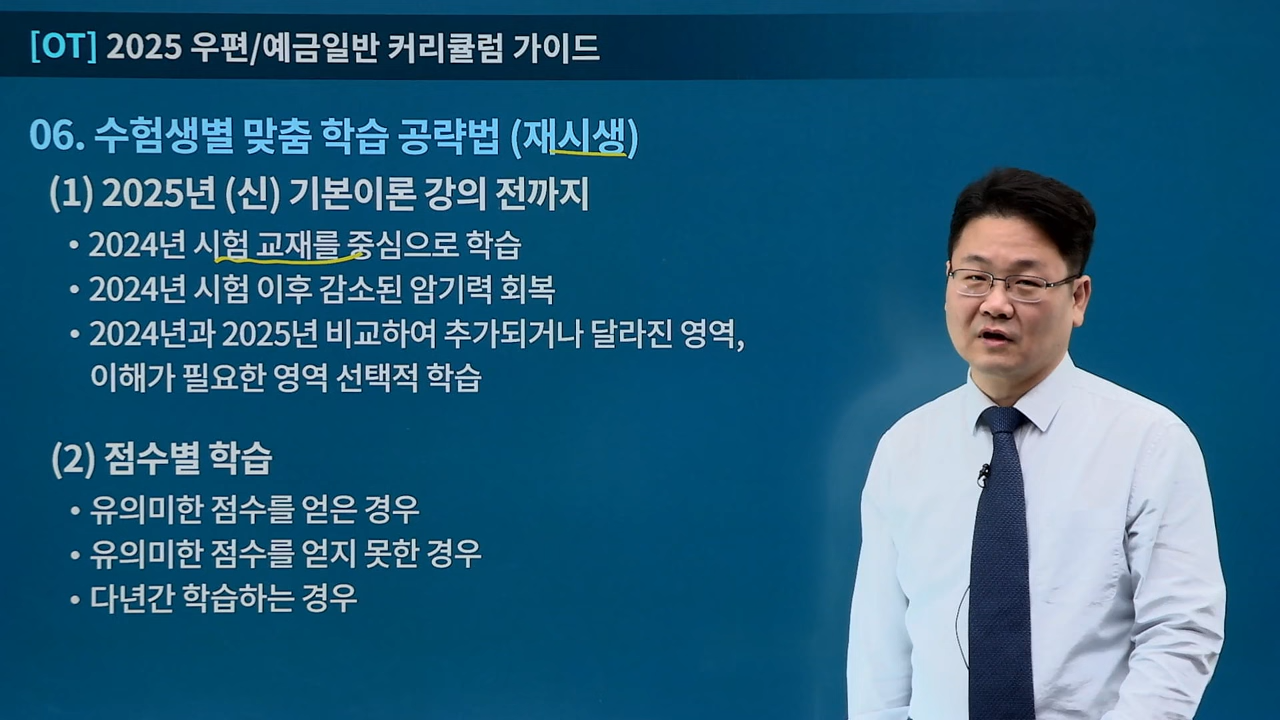 [OT] 2025 우편/예금일반 커리큘럼 가이드
06. 수험생별 맞춤 학습 공략법 (재시생)
(1) 2025년 (신) 기본이론 강의 전까지
• 2024년 시험 교재를 중심으로 학습
• 2024년 시험 이후 감소된 암기력 회복
• 2024년과 2025년 비교하여 추가되거나 달라진 영역,
이해가 필요한 영역 선택적 학습
(2) 점수별 학습
• 유의미한 점수를 얻은 경우
• 유의미한 점수를 얻지 못한 경우
• 다년간 학습하는 경우